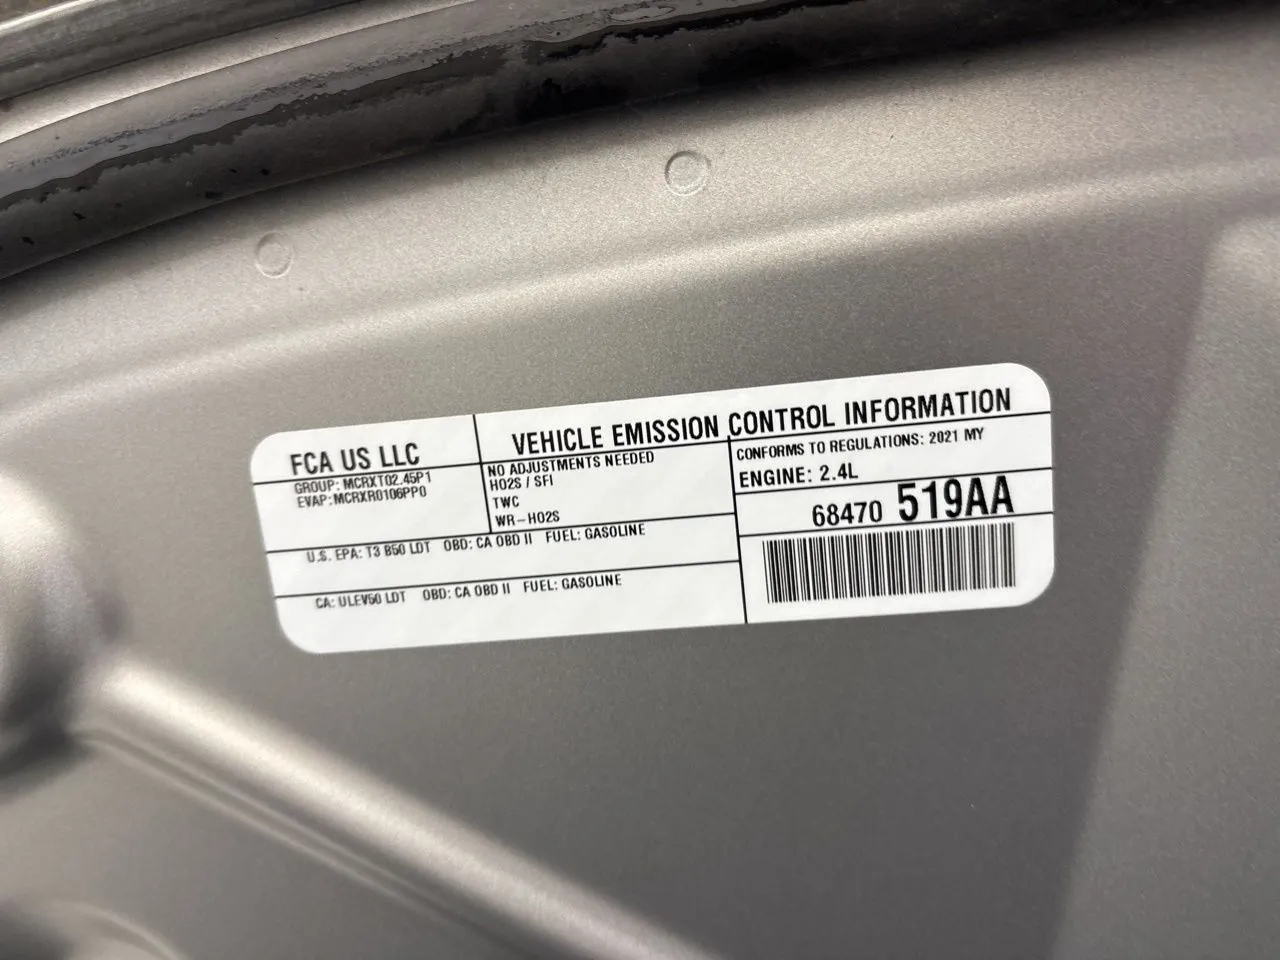 FCA US LLC
VEHICLE EMISSION CONTROL INFORMATION
GROUP: MCRXT02.45P1
EVAP: MCRXR0106PP0
NO ADJUSTMENTS NEEDED
HO2S / SFI
TWC
WR-HO2S
CONFORMS TO REGULATIONS: 2021 MY
ENGINE: 2.4L
68470 519AA
U.S. EPA: T3 B50 LDT OBD: CA OBD II FUEL: GASOLINE
CA: ULEV50 LDT OBD: CA OBD II FUEL: GASOLINE